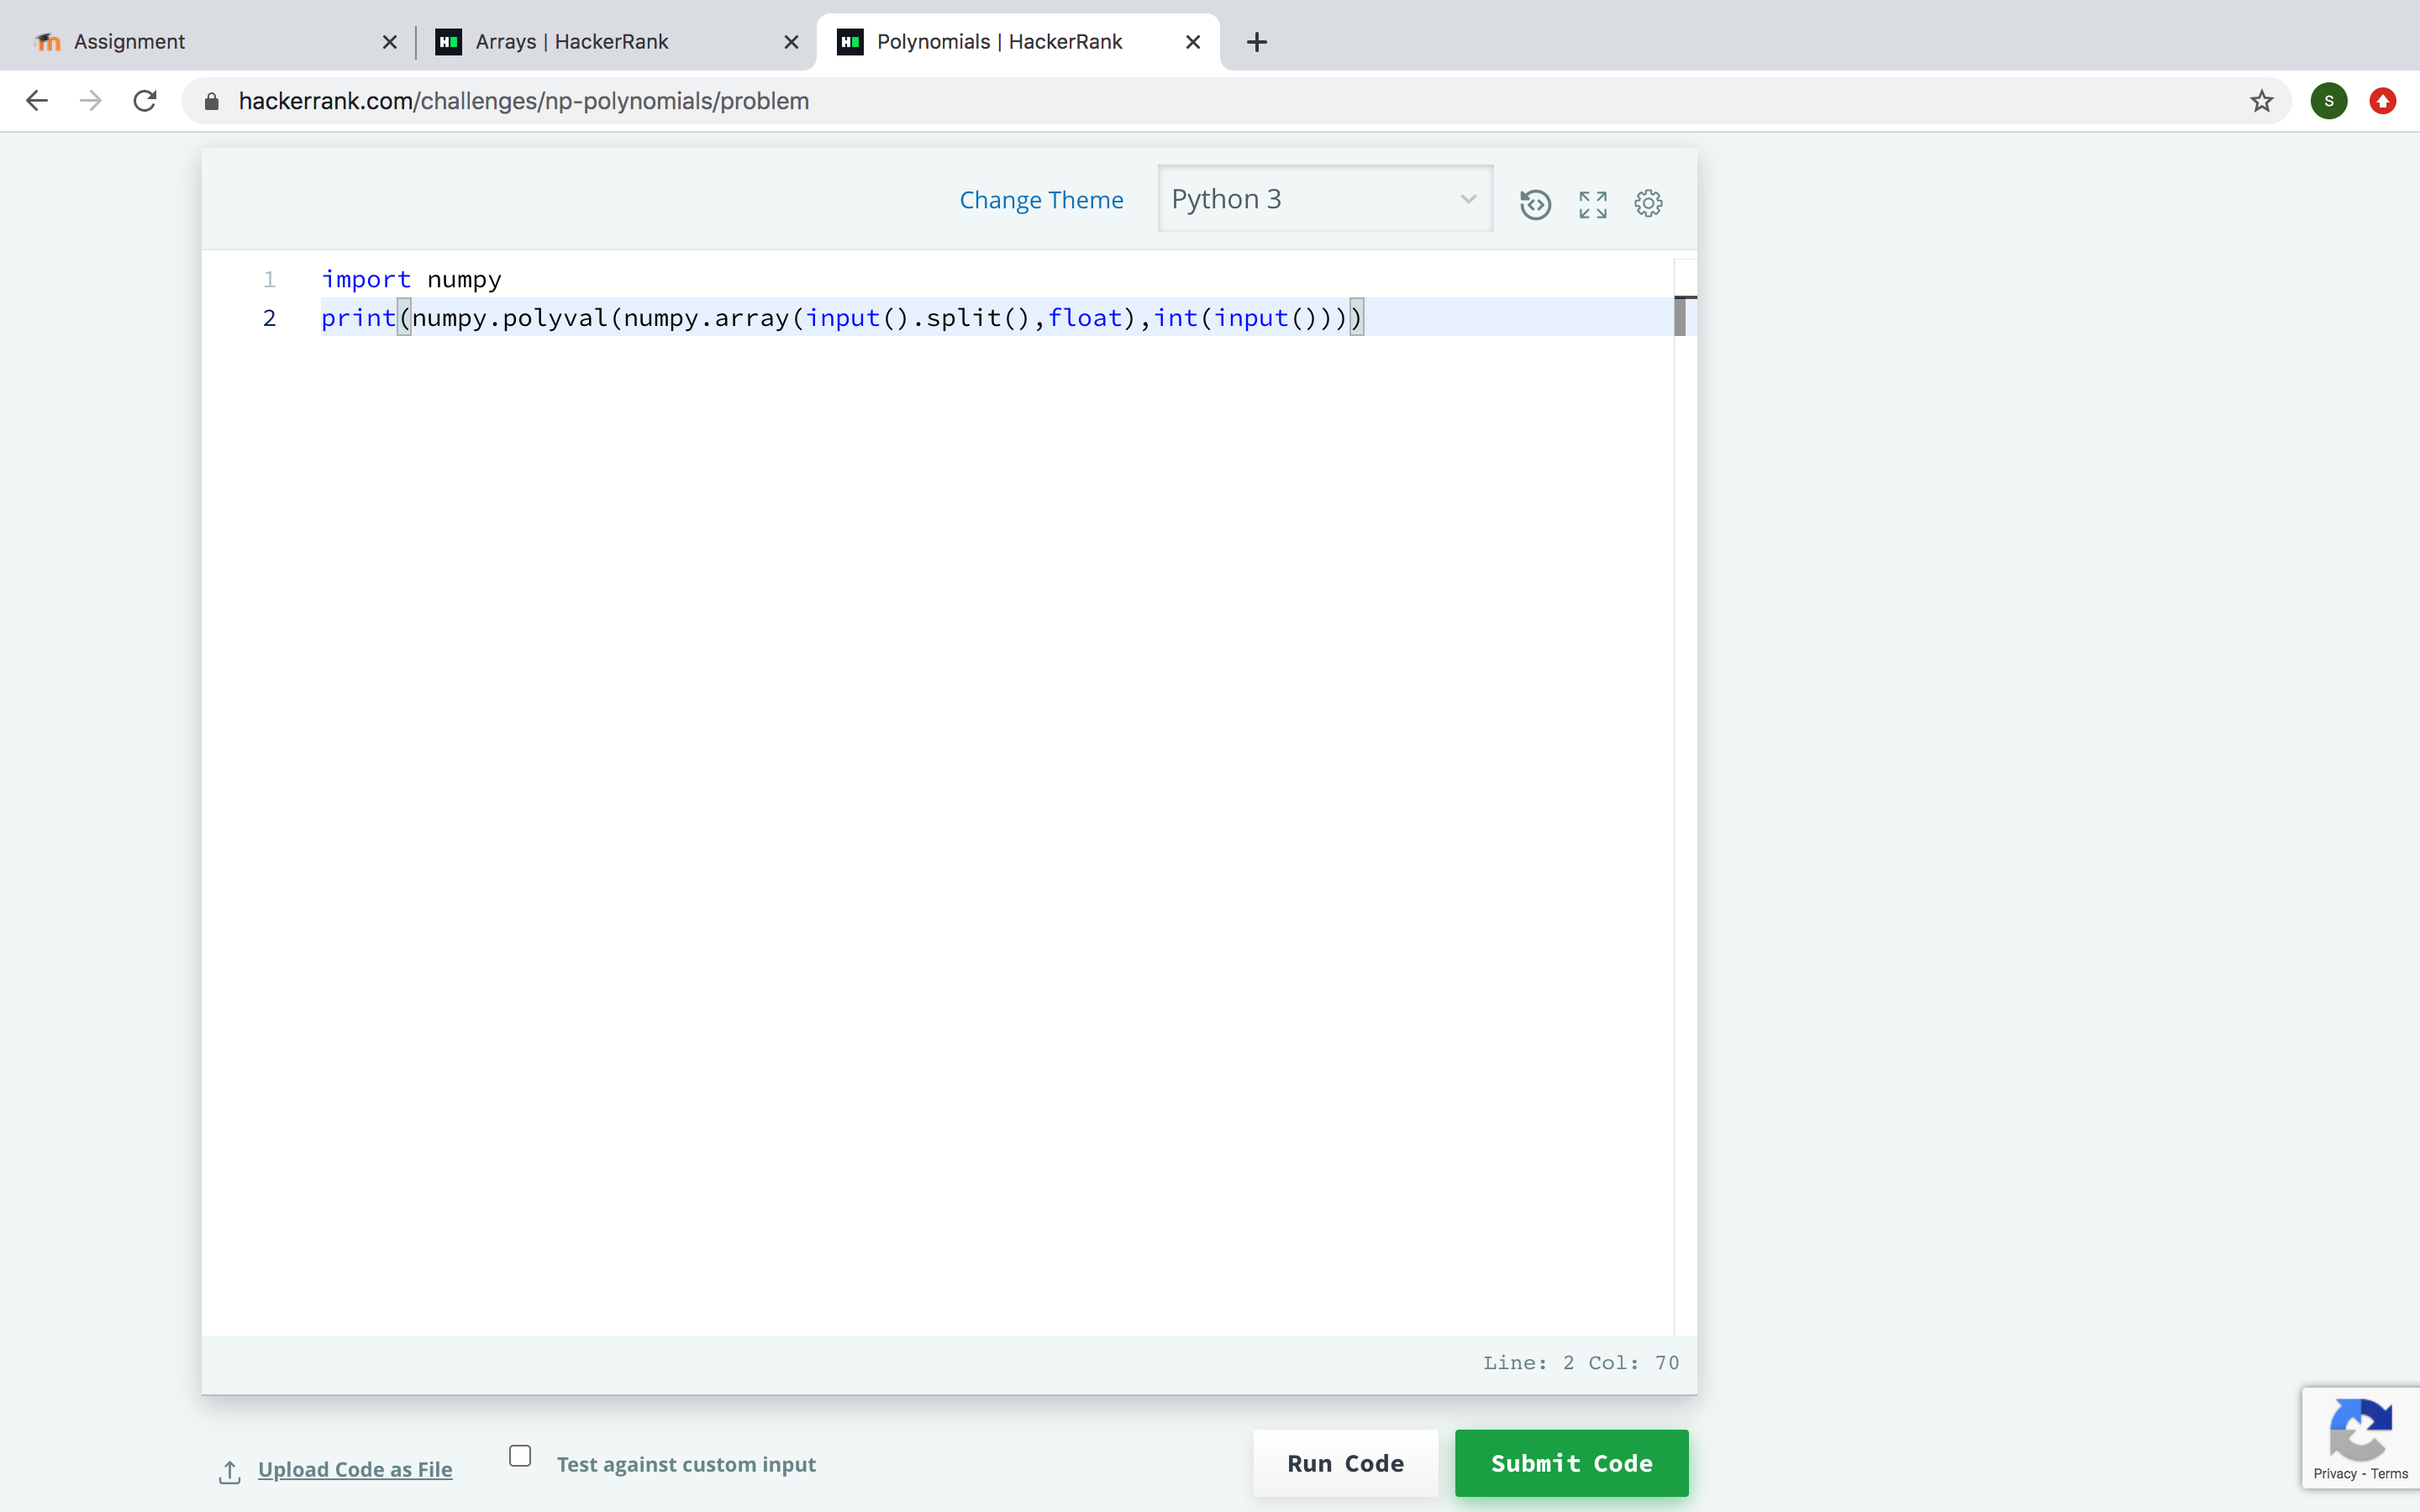 Assignment
Arrays | HackerRank
Polynomials | HackerRank
hackerrank.com/challenges/np-polynomials/problem
S
Change Theme
Python 3
1 import numpy
2 print(numpy.polyval(numpy.array(input().split(),float),int(input())))
Line: 2 Col: 70
Upload Code as File
Test against custom input
Run Code
Submit Code
Privacy - Terms